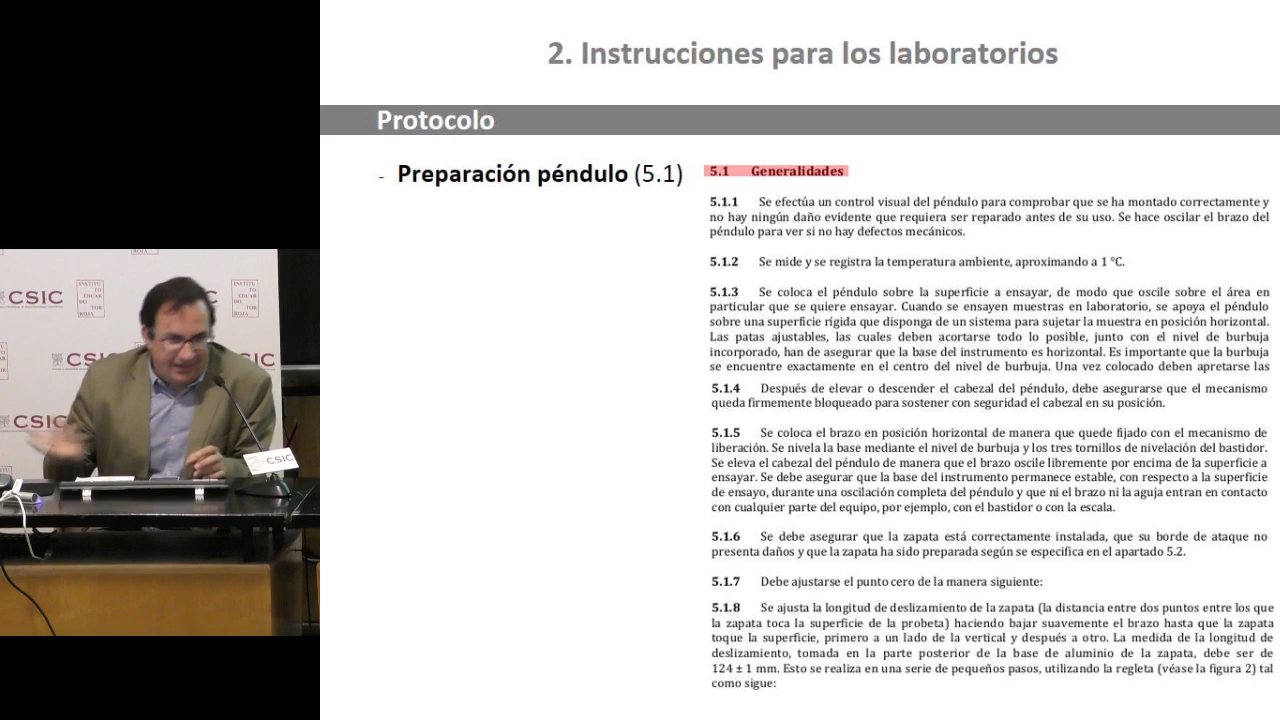 2. Instrucciones para los laboratorios
Protocolo
- Preparación péndulo (5.1)
5.1 Generalidades
5.1.1 Se efectúa un control visual del péndulo para comprobar que se ha montado correctamente y
no hay ningún daño evidente que requiera ser reparado antes de su uso. Se hace oscilar el brazo del
péndulo para ver si no hay defectos mecánicos.
5.1.2 Se mide y se registra la temperatura ambiente, aproximando a 1 °C.
5.1.3 Se coloca el péndulo sobre la superficie a ensayar, de modo que oscile sobre el área en
particular que se quiere ensayar. Cuando se ensayen muestras en laboratorio, se apoya el péndulo
sobre una superficie rígida que disponga de un sistema para sujetar la muestra en posición horizontal.
Las patas ajustables, las cuales deben acortarse todo lo posible, junto con el nivel de burbuja
incorporado, han de asegurar que la base del instrumento es horizontal. Es importante que la burbuja
se encuentre exactamente en el centro del nivel de burbuja. Una vez colocado deben apretarse las
5.1.4 Después de elevar o descender el cabezal del péndulo, debe asegurarse que el mecanismo
queda firmemente bloqueado para sostener con seguridad el cabezal en su posición.
5.1.5 Se coloca el brazo en posición horizontal de manera que quede fijado con el mecanismo de
liberación. Se nivela la base mediante el nivel de burbuja y los tres tornillos de nivelación del bastidor.
Se eleva el cabezal del péndulo de manera que el brazo oscile libremente por encima de la superficie a
ensayar. Se debe asegurar que la base del instrumento permanece estable, con respecto a la superficie
de ensayo, durante una oscilación completa del péndulo y que ni el brazo ni la aguja entran en contacto
con cualquier parte del equipo, por ejemplo, con el bastidor o con la escala.
5.1.6 Se debe asegurar que la zapata está correctamente instalada, que su borde de ataque no
presenta daños y que la zapata ha sido preparada según se especifica en el apartado 5.2.
5.1.7 Debe ajustarse el punto cero de la manera siguiente:
5.1.8 Se ajusta la longitud de deslizamiento de la zapata (la distancia entre dos puntos entre los que
la zapata toca la superficie de la probeta) haciendo bajar suavemente el brazo hasta que la zapata
toque la superficie, primero a un lado de la vertical y después a otro. La medida de la longitud de
deslizamiento, tomada en la parte posterior de la base de aluminio de la zapata, debe ser de
124 ± 1 mm. Esto se realiza en una serie de pequeños pasos, utilizando la regleta (véase la figura 2) tal
como sigue:
CSIC
INSTITU
TO
EDUAR
DO TOR
ROJA
CSIC
CSIC
CSIC